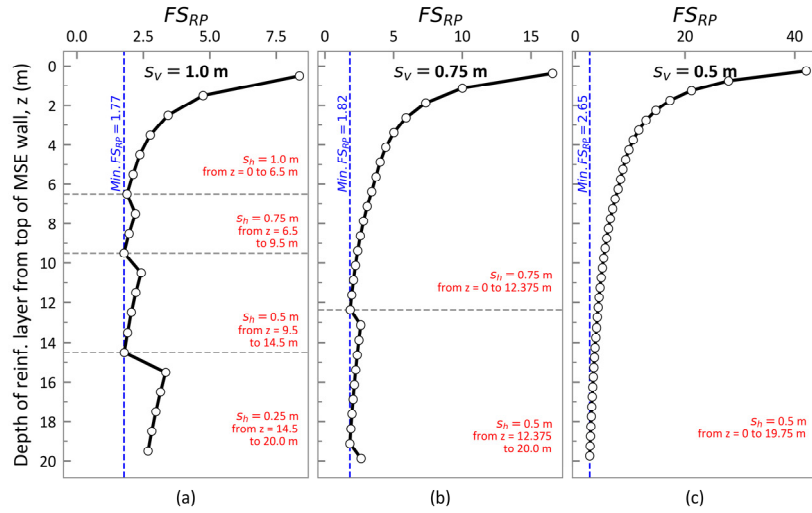 FS_RP
FS_RP
FS_RP
2.5 5.0 7.5
0 5 10 15
0 20 40
Depth of reinf. layer from top of MSE wall, z (m)
0
2
4
6
8
10
12
14
16
18
20
s_v = 1.0 m
Min. FS_RP = 1.77
s_h = 1.0 m
from z = 0 to 6.5 m
s_h = 0.75 m
from z = 6.5
to 9.5 m
s_h = 0.5 m
from z = 9.5
to 14.5 m
s_h = 0.25 m
from z = 14.5
to 20.0 m
(a)
s_v = 0.75 m
Min. FS_RP = 1.82
s_h = 0.75 m
from z = 0 to 12.375 m
s_h = 0.5 m
from z = 12.375
to 20.0 m
(b)
s_v = 0.5 m
Min. FS_RP = 2.65
s_h = 0.5 m
from z = 0 to 19.75 m
(c)